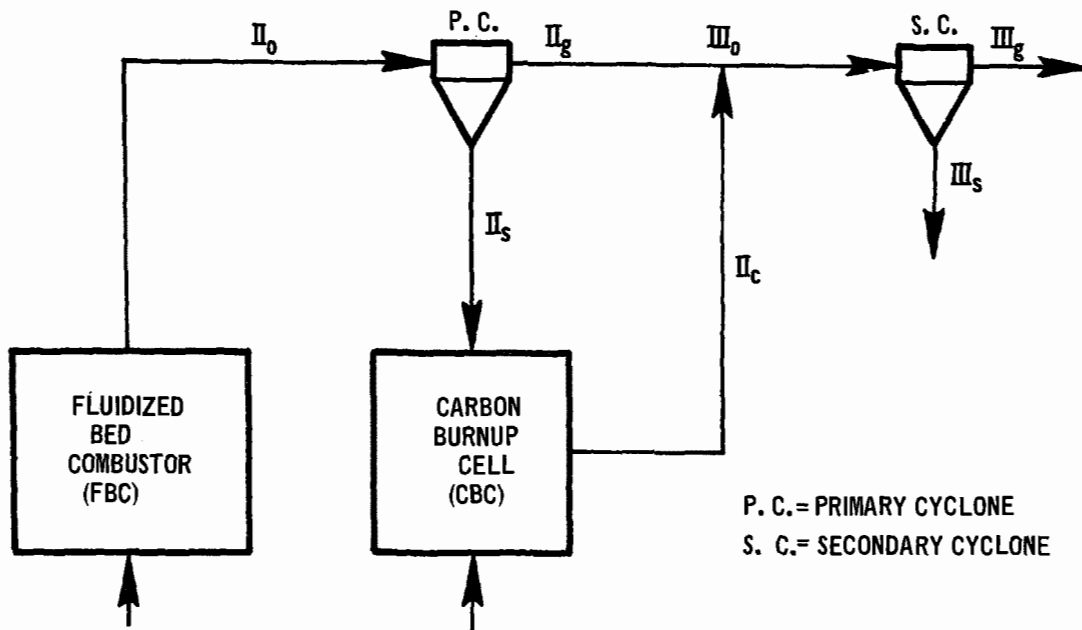 P. C.
S. C.
II₀
II_g
III₀
III_g
II_s
III_s
II_c
FLUIDIZED
BED
COMBUSTOR
(FBC)
CARBON
BURNUP
CELL
(CBC)
P. C.= PRIMARY CYCLONE
S. C.= SECONDARY CYCLONE